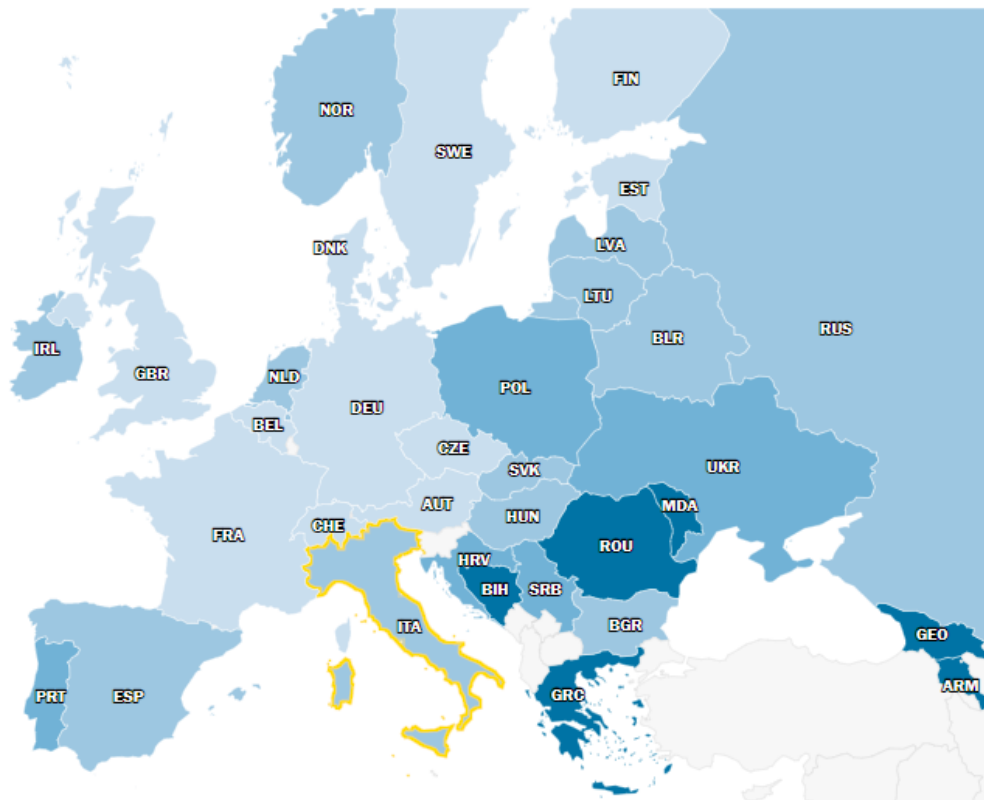 FIN
NOR
SWE
EST
DNK
LVA
LTU
RUS
BLR
IRL
GBR
NLD
POL
DEU
BEL
CZE
UKR
SVK
AUT
MDA
HUN
CHE
FRA
ROU
HRV
BIH
SRB
BGR
ITA
GEO
ARM
PRT
ESP
GRC